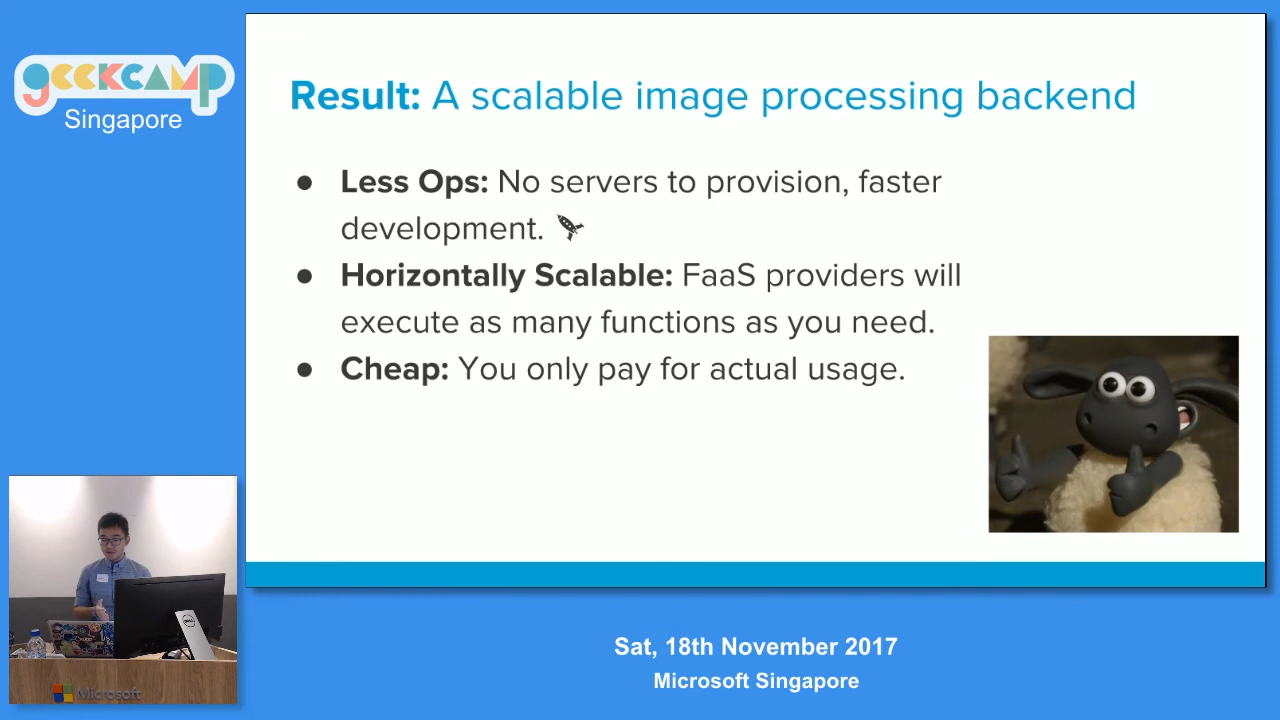 geekcamp
Singapore
Result: A scalable image processing backend
● Less Ops: No servers to provision, faster
development. 🚀
● Horizontally Scalable: FaaS providers will
execute as many functions as you need.
● Cheap: You only pay for actual usage.
DELL
Microsoft
Sat, 18th November 2017
Microsoft Singapore